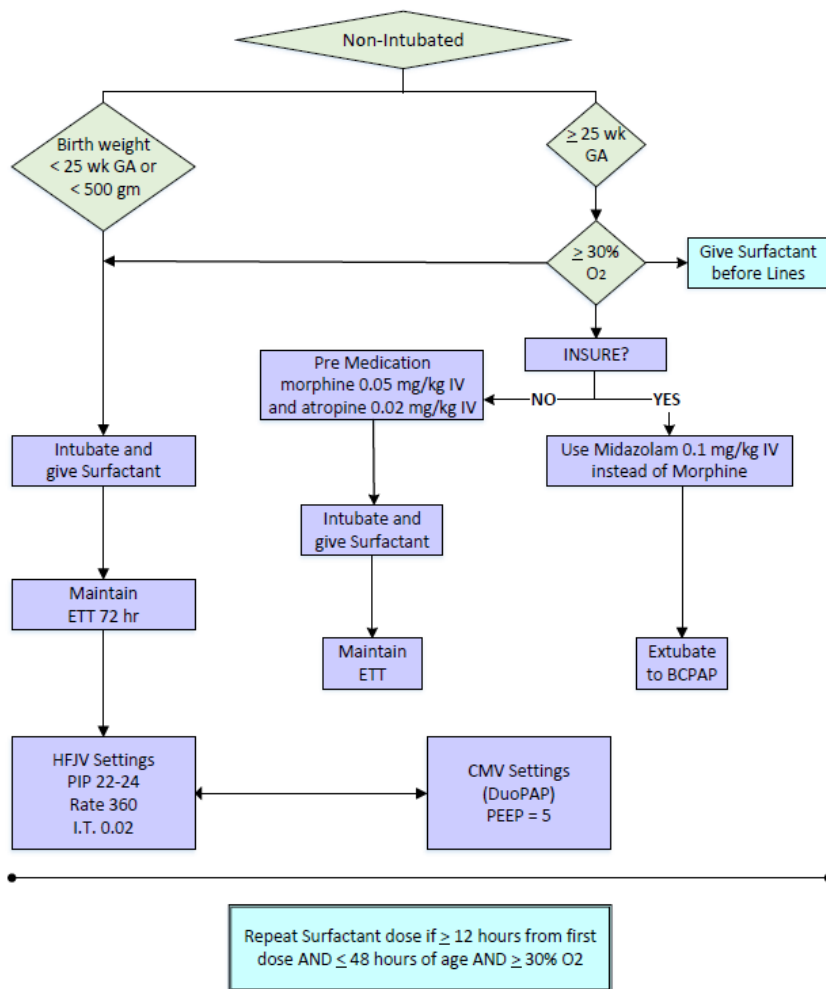 Non-Intubated
Birth weight
< 25 wk GA or
< 500 gm
≥ 25 wk
GA
≥ 30%
O2
Give Surfactant
before Lines
INSURE?
NO
YES
Pre Medication
morphine 0.05 mg/kg IV
and atropine 0.02 mg/kg IV
Use Midazolam 0.1 mg/kg IV
instead of Morphine
Intubate and
give Surfactant
Intubate and
give Surfactant
Maintain
ETT 72 hr
Maintain
ETT
Extubate
to BCPAP
HFJV Settings
PIP 22-24
Rate 360
I.T. 0.02
CMV Settings
(DuoPAP)
PEEP = 5
Repeat Surfactant dose if ≥ 12 hours from first
dose AND ≤ 48 hours of age AND ≥ 30% O2